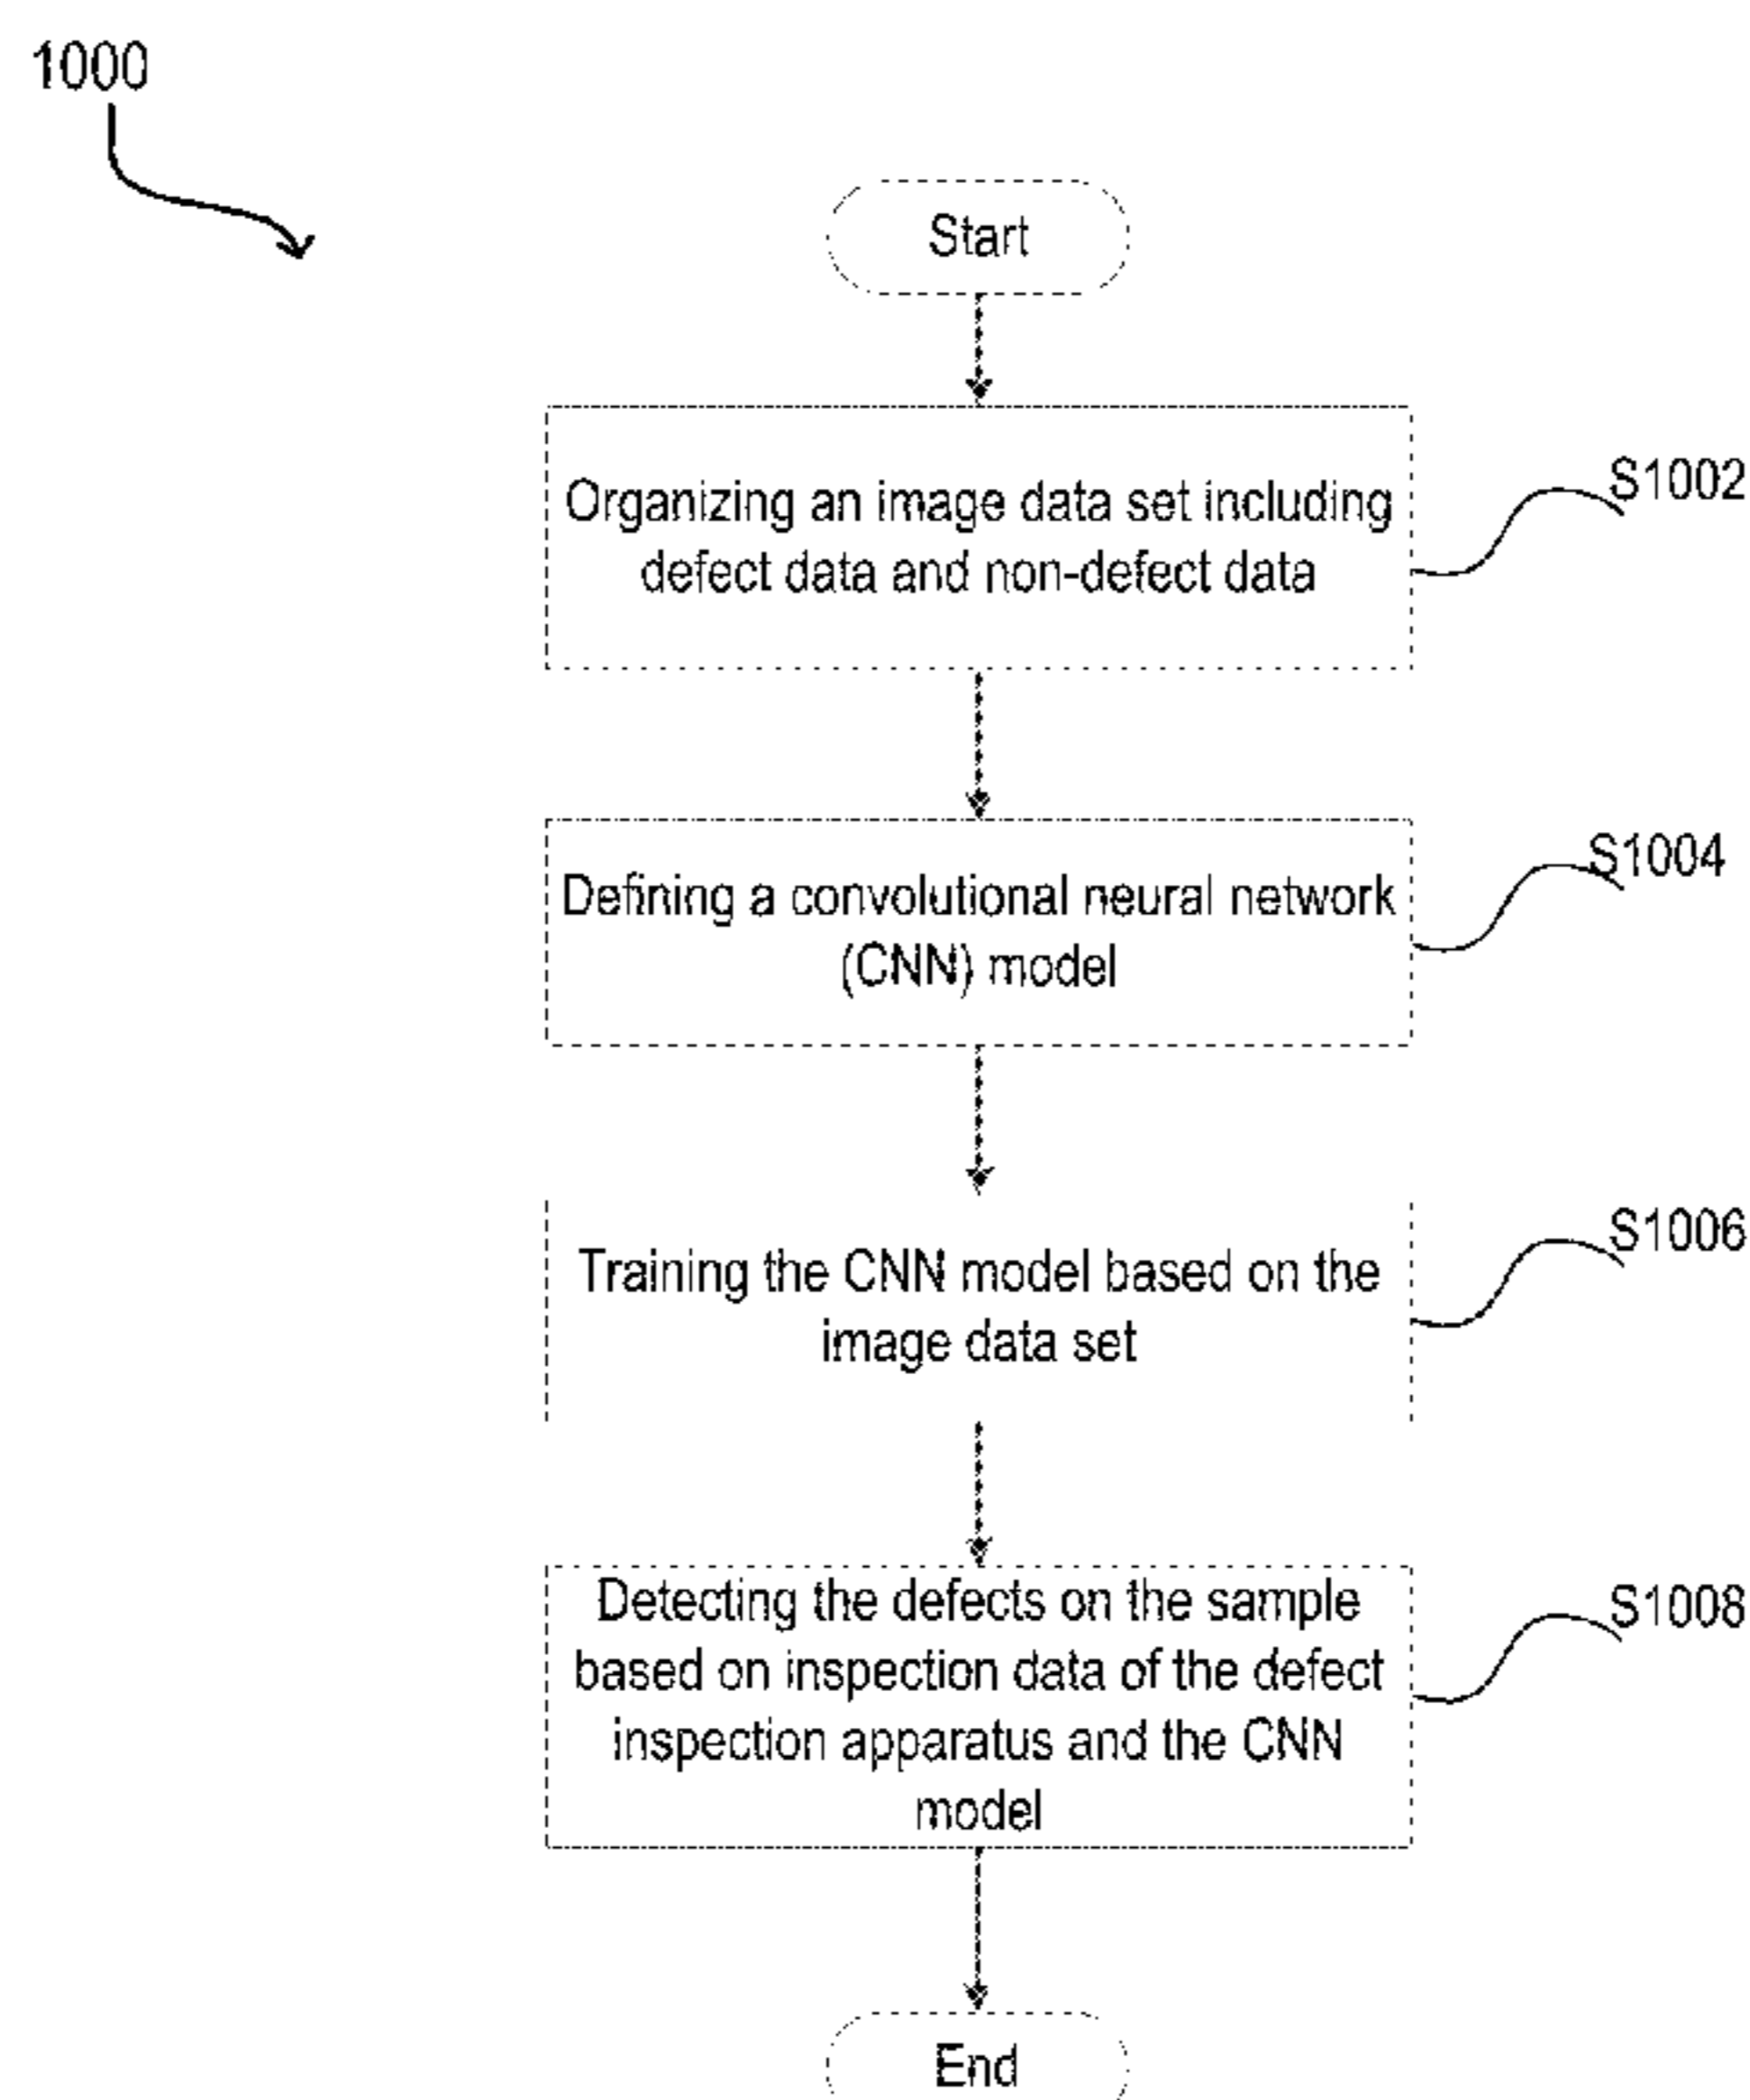 1000
Start
Organizing an image data set including
defect data and non-defect data
S1002
Defining a convolutional neural network
(CNN) model
S1004
Training the CNN model based on the
image data set
S1006
Detecting the defects on the sample
based on inspection data of the defect
inspection apparatus and the CNN
model
S1008
End